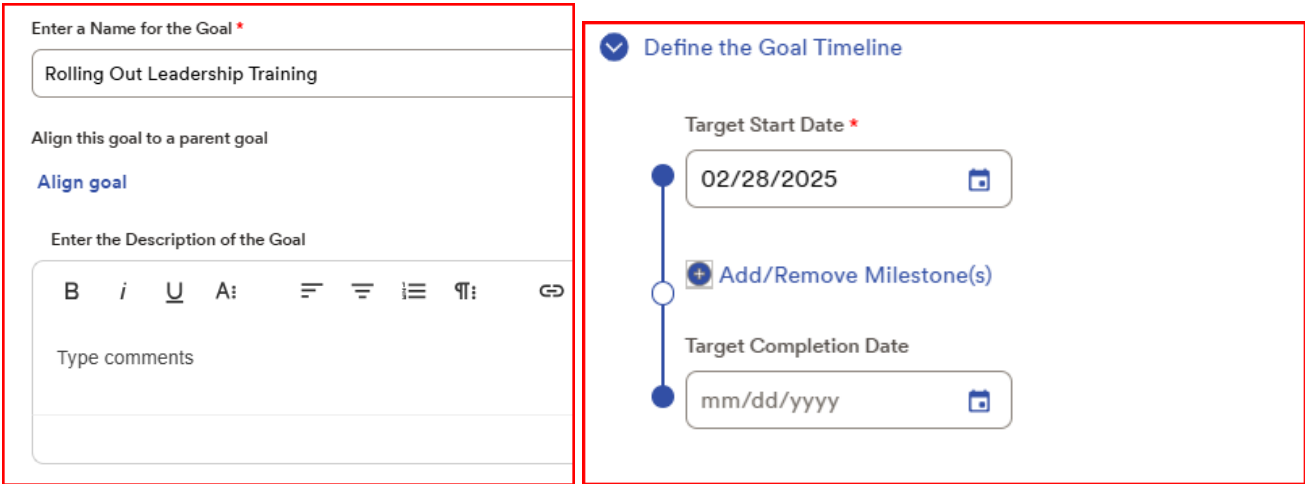 Enter a Name for the Goal *
Rolling Out Leadership Training
Align this goal to a parent goal
Align goal
Enter the Description of the Goal
B i U A
Type comments
Define the Goal Timeline
Target Start Date *
02/28/2025
Add/Remove Milestone(s)
Target Completion Date
mm/dd/yyyy